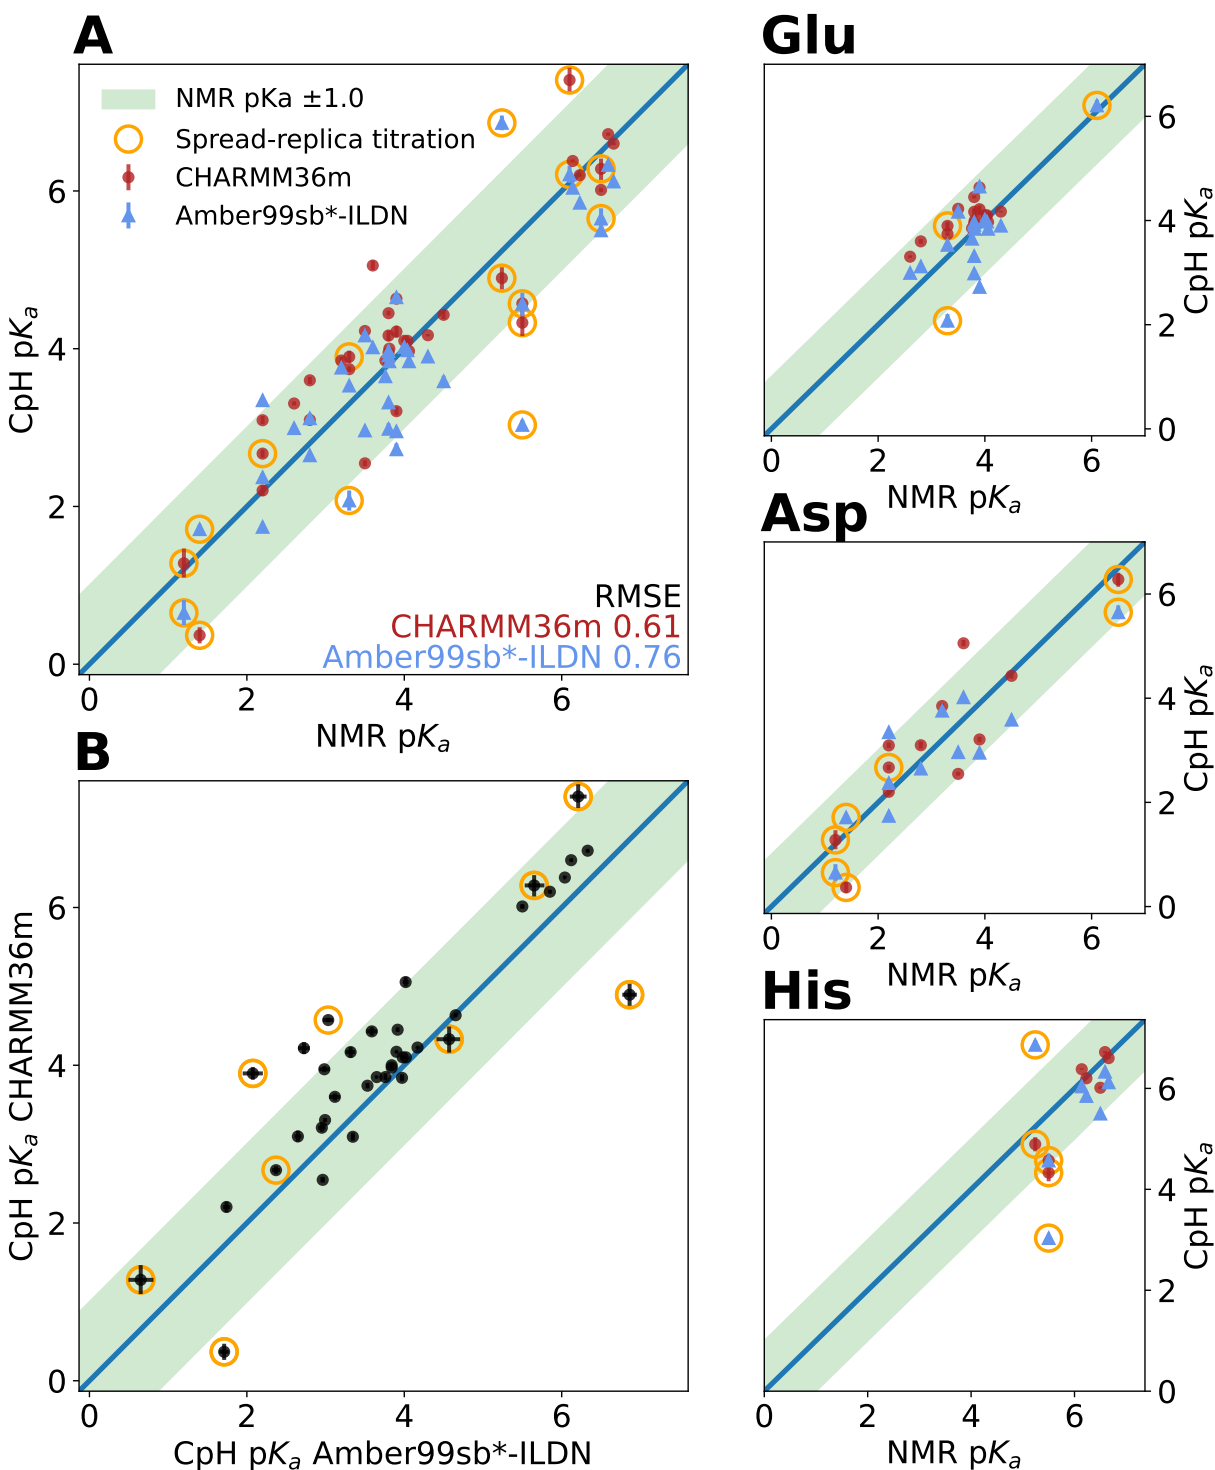 A
NMR pKa ±1.0
Spread-replica titration
CHARMM36m
Amber99sb*-ILDN
RMSE
CHARMM36m 0.61
Amber99sb*-ILDN 0.76
6
4
2
0
0 2 4 6
CpH pKa
NMR pKa
B
6
4
2
0
0 2 4 6
CpH pKa CHARMM36m
CpH pKa Amber99sb*-ILDN
Glu
6
4
2
0
0 2 4 6
CpH pKa
NMR pKa
Asp
6
4
2
0
0 2 4 6
CpH pKa
NMR pKa
His
6
4
2
0
0 2 4 6
CpH pKa
NMR pKa